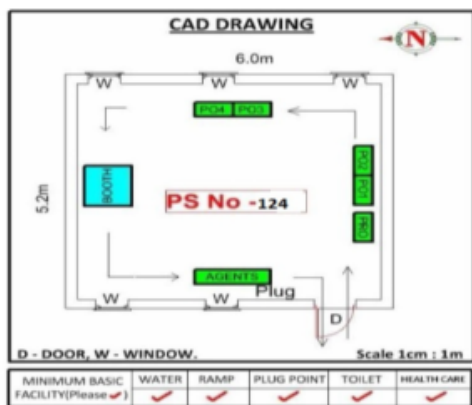 CAD DRAWING
N
6.0m
W W W
PO4 PO3
PO2
PO1
BOOTH
5.2m
PS No -124
PRO
AGENTS
Plug
W W
D
D - DOOR, W - WINDOW. Scale 1cm : 1m
MINIMUM BASIC FACILITY(Please ✓) WATER RAMP PLUG POINT TOILET HEALTH CARE
✓ ✓ ✓ ✓ ✓